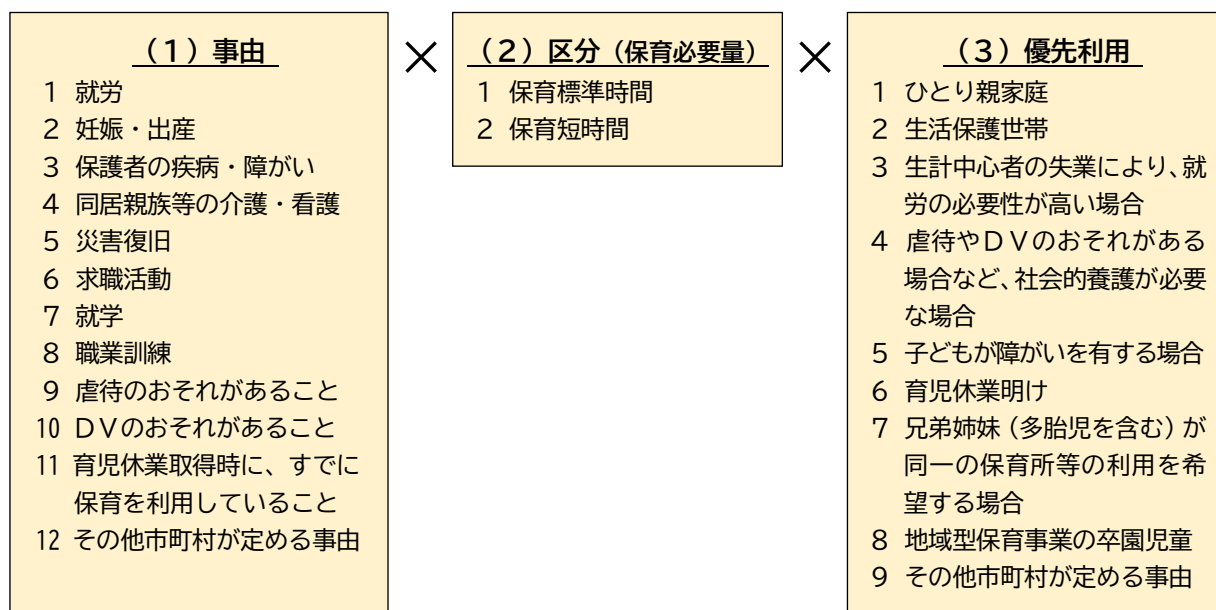 (1)事由
1 就労
2 妊娠・出産
3 保護者の疾病・障がい
4 同居親族等の介護・看護
5 災害復旧
6 求職活動
7 就学
8 職業訓練
9 虐待のおそれがあること
10 DVのおそれがあること
11 育児休業取得時に、すでに
保育を利用していること
12 その他市町村が定める事由
×
(2)区分(保育必要量)
1 保育標準時間
2 保育短時間
×
(3)優先利用
1 ひとり親家庭
2 生活保護世帯
3 生計中心者の失業により、就
労の必要性が高い場合
4 虐待やDVのおそれがある
場合など、社会的養護が必要
な場合
5 子どもが障がいを有する場合
6 育児休業明け
7 兄弟姉妹(多胎児を含む)が
同一の保育所等の利用を希
望する場合
8 地域型保育事業の卒園児童
9 その他市町村が定める事由